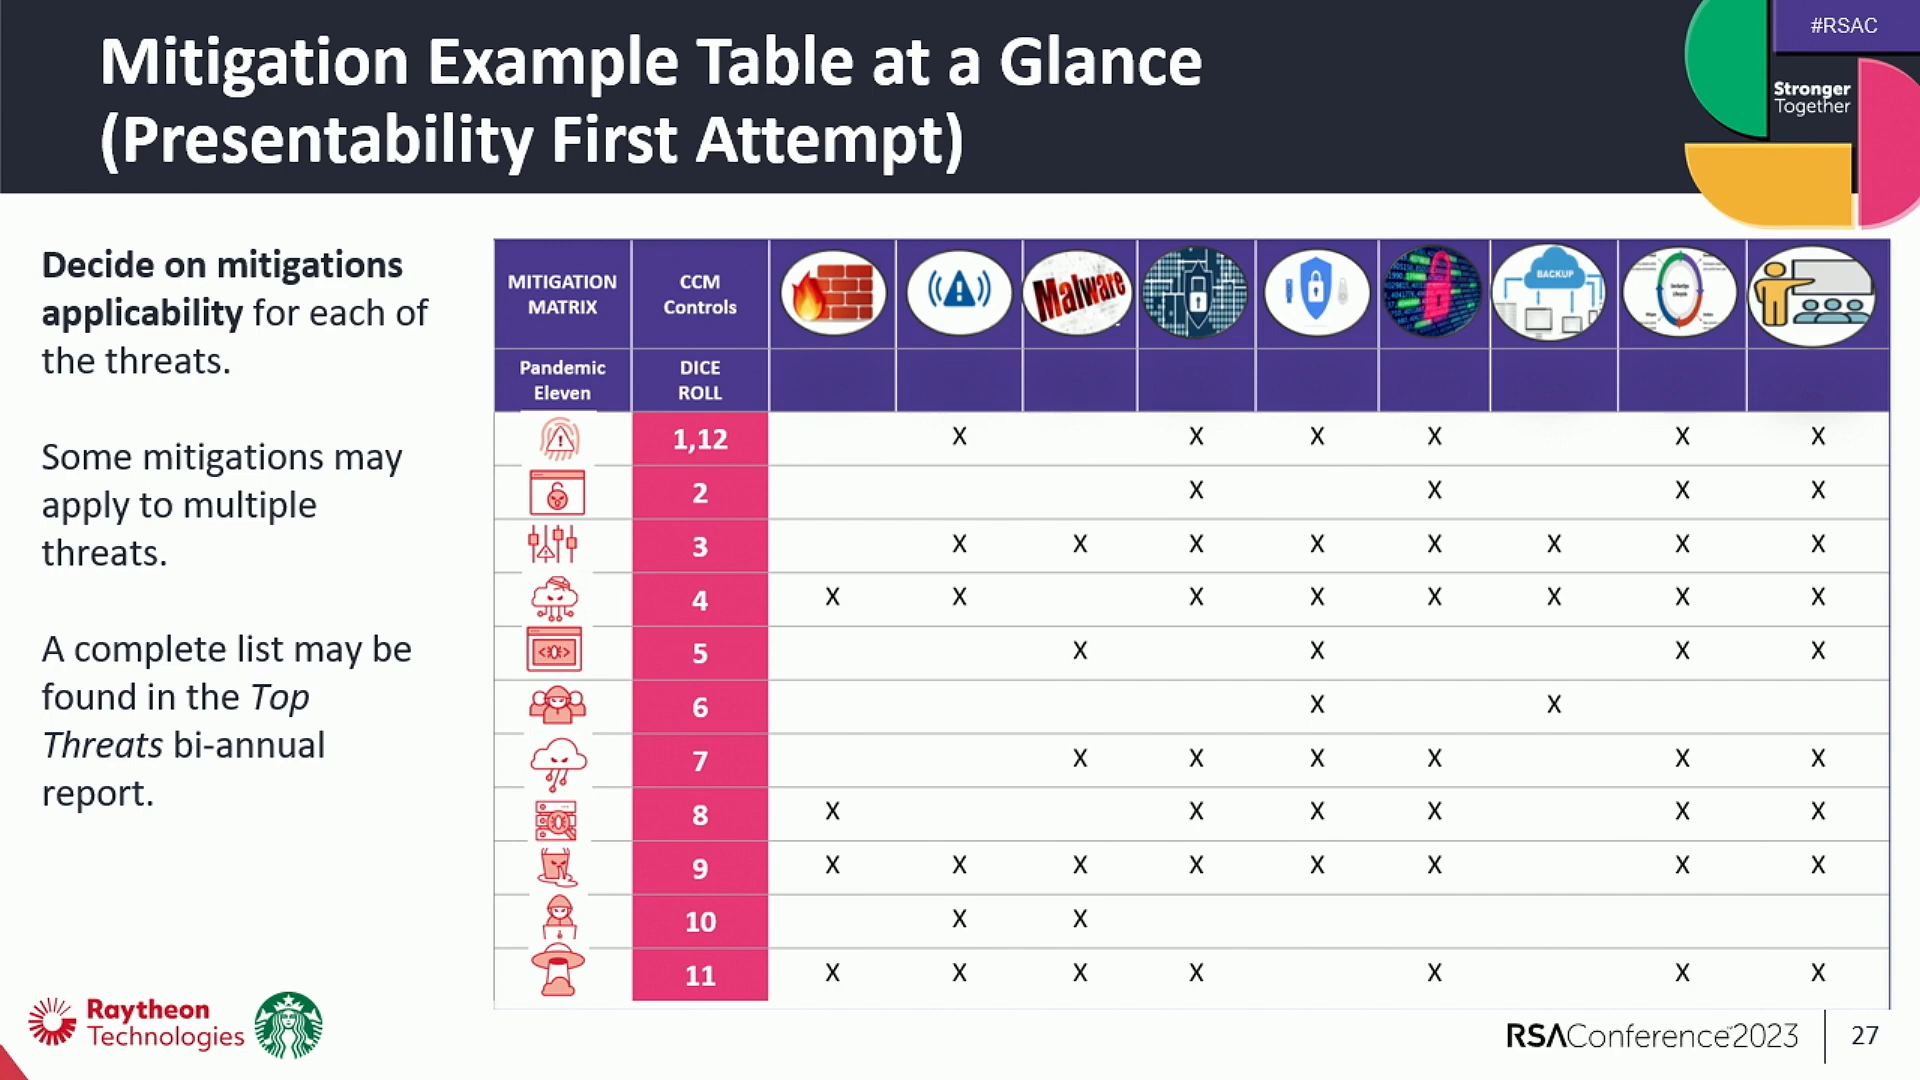 Mitigation Example Table at a Glance
(Presentability First Attempt)
#RSAC
Stronger
Together
Decide on mitigations
applicability for each of
the threats.
Some mitigations may
apply to multiple
threats.
A complete list may be
found in the Top
Threats bi-annual
report.
MITIGATION
MATRIX
CCM
Controls
Malware
BACKUP
Pandemic
Eleven
DICE
ROLL
1,12 X X X X X X
2 X X X X
3 X X X X X X X X
4 X X X X X X X X
5 X X X X
6 X X
7 X X X X X X
8 X X X X X X
9 X X X X X X X X
10 X X
11 X X X X X X X
Raytheon
Technologies
RSAConference™2023
27